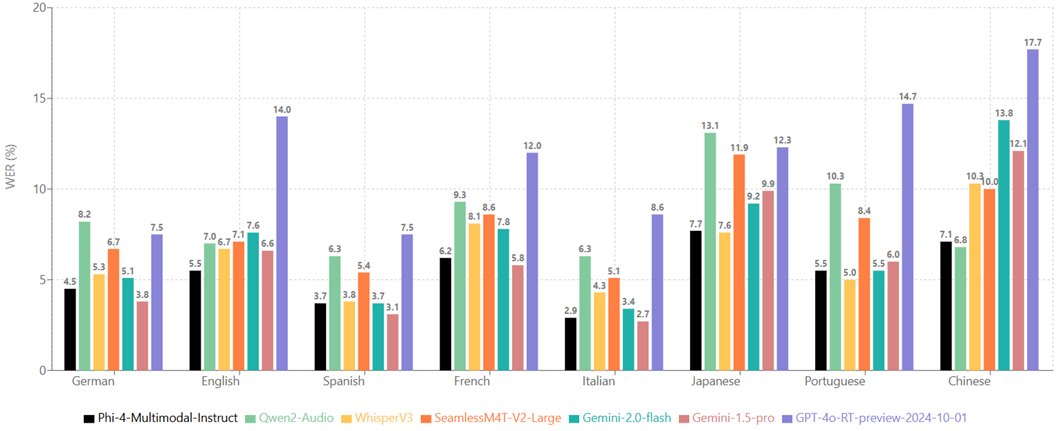 20
15
10
5
0
WER (%)
4.5 8.2 5.3 6.7 5.1 3.8 7.5
5.5 7.0 6.7 7.1 7.6 6.6 14.0
3.7 6.3 3.8 5.4 3.7 3.1 7.5
6.2 9.3 8.1 8.6 7.8 5.8 12.0
2.9 6.3 4.3 5.1 3.4 2.7 8.6
7.7 13.1 7.6 11.9 9.2 9.9 12.3
5.5 10.3 5.0 8.4 5.5 6.0 14.7
7.1 6.8 10.3 10.0 13.8 12.1 17.7
German English Spanish French Italian Japanese Portuguese Chinese
Phi-4-Multimodal-Instruct Qwen2-Audio WhisperV3 SeamlessM4T-V2-Large Gemini-2.0-flash Gemini-1.5-pro GPT-4o-RT-preview-2024-10-01